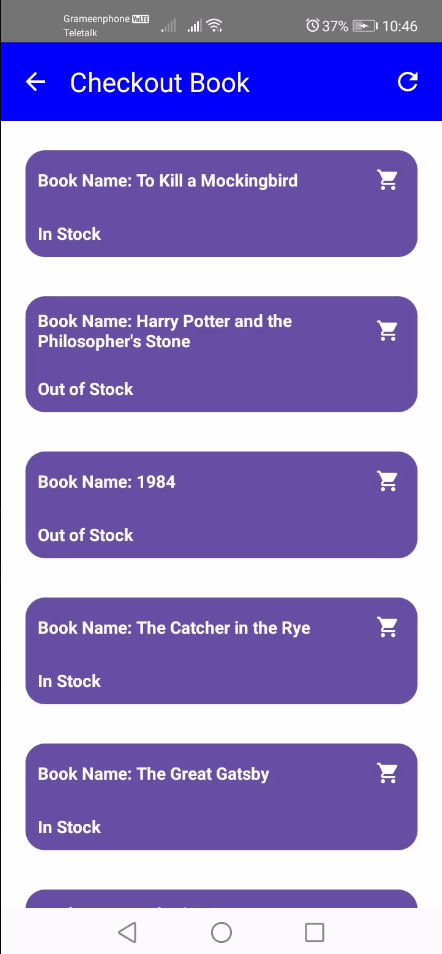 Grameenphone VoLTE
Teletalk
37% 10:46
Checkout Book
Book Name: To Kill a Mockingbird
In Stock
Book Name: Harry Potter and the
Philosopher's Stone
Out of Stock
Book Name: 1984
Out of Stock
Book Name: The Catcher in the Rye
In Stock
Book Name: The Great Gatsby
In Stock